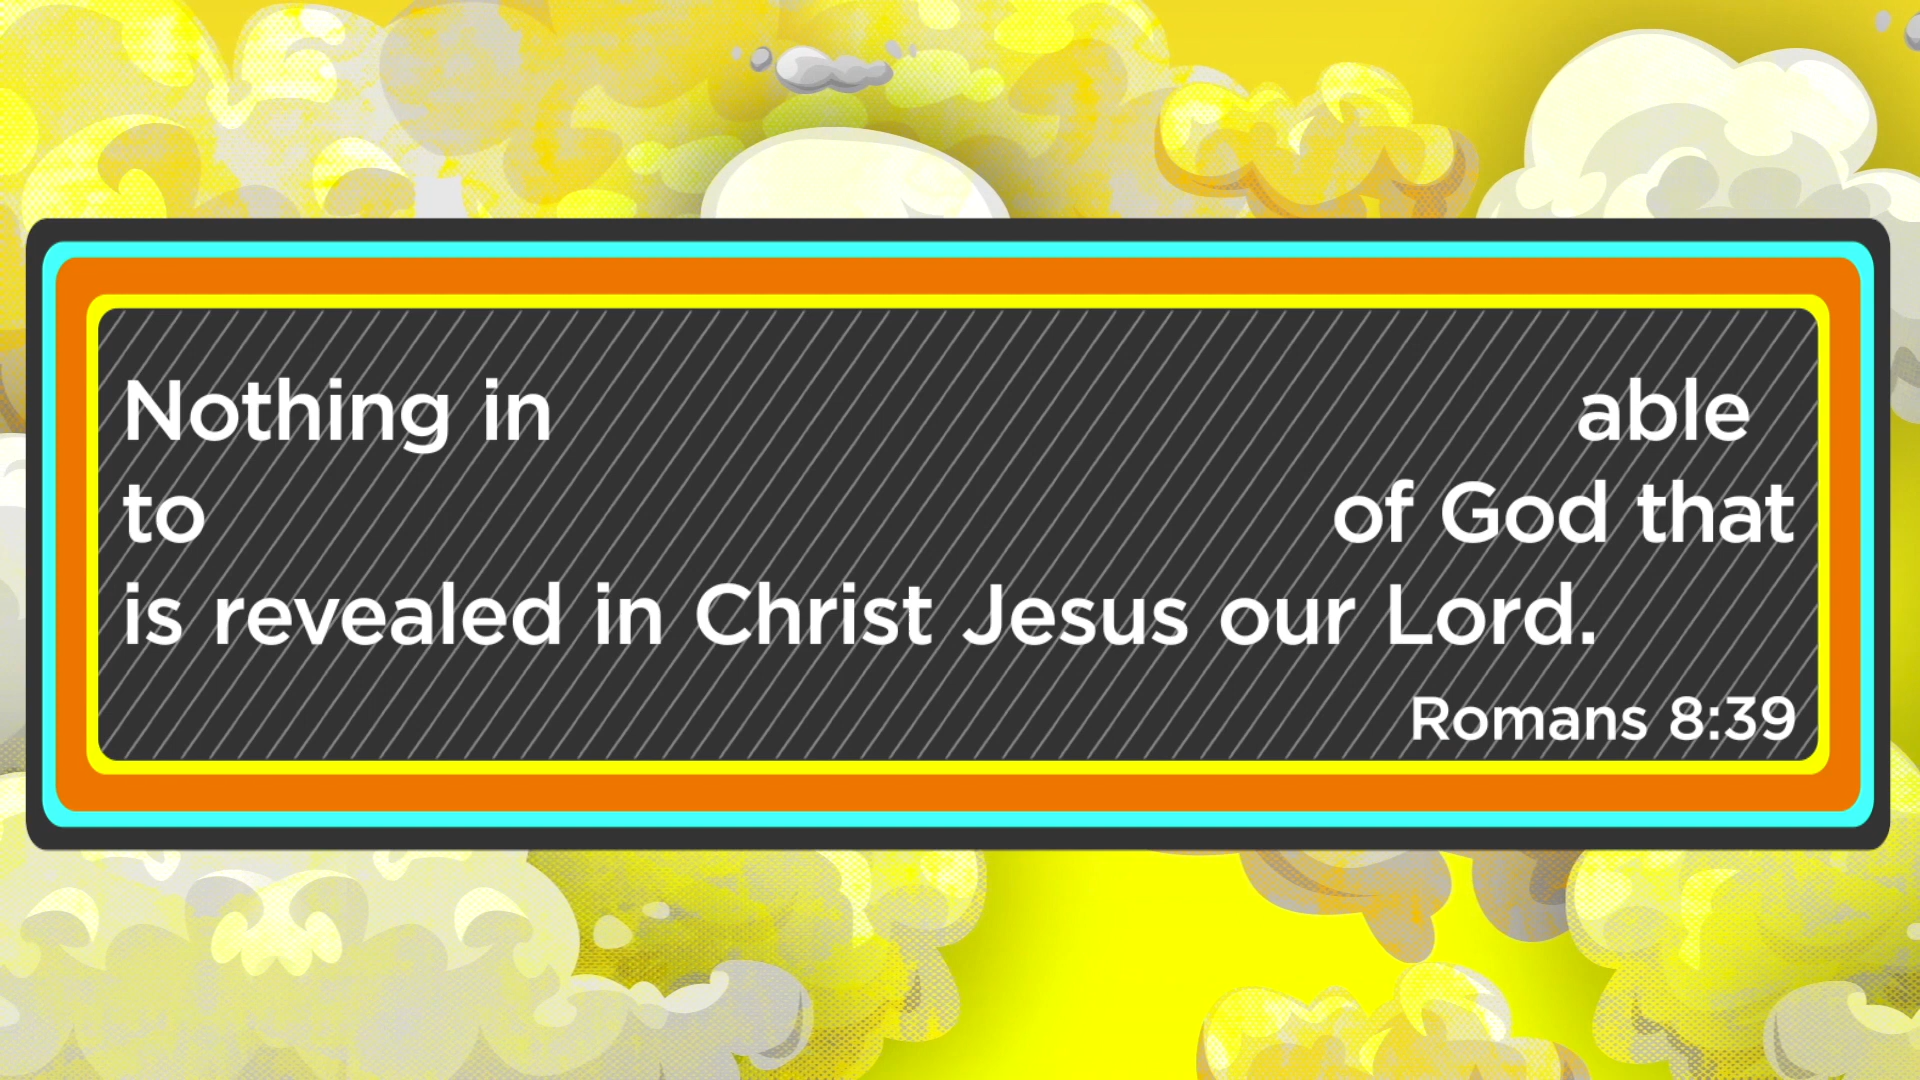 Nothing in able
to of God that
is revealed in Christ Jesus our Lord.
Romans 8:39